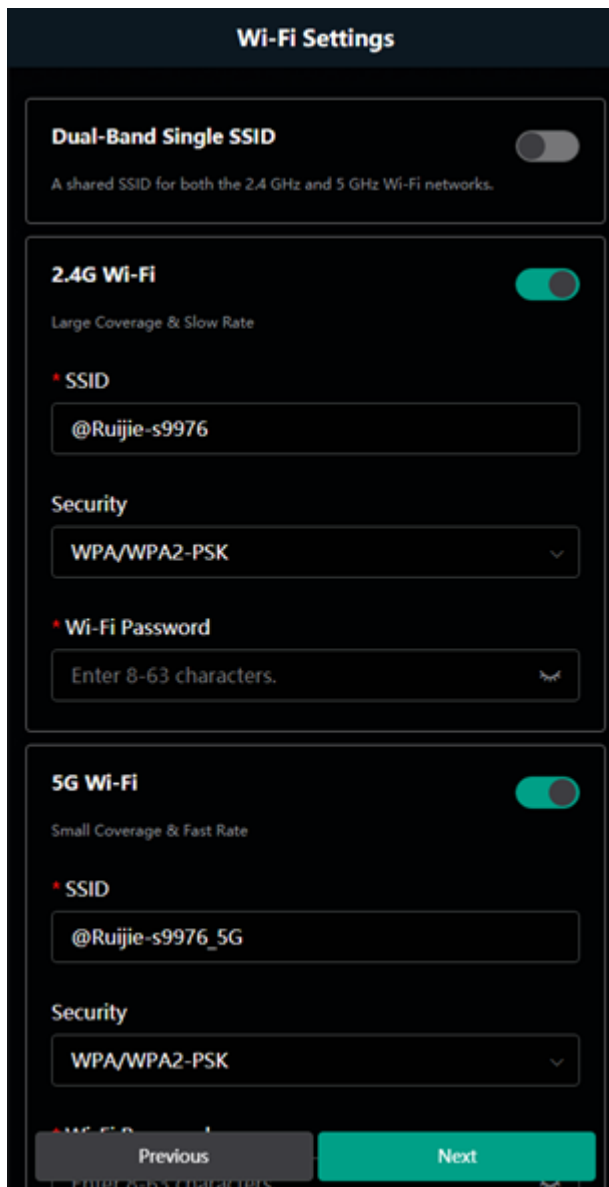 Wi-Fi Settings
Dual-Band Single SSID
A shared SSID for both the 2.4 GHz and 5 GHz Wi-Fi networks.
2.4G Wi-Fi
Large Coverage & Slow Rate
* SSID
@Ruijie-s9976
Security
WPA/WPA2-PSK
* Wi-Fi Password
Enter 8-63 characters.
5G Wi-Fi
Small Coverage & Fast Rate
* SSID
@Ruijie-s9976_5G
Security
WPA/WPA2-PSK
Previous
Next